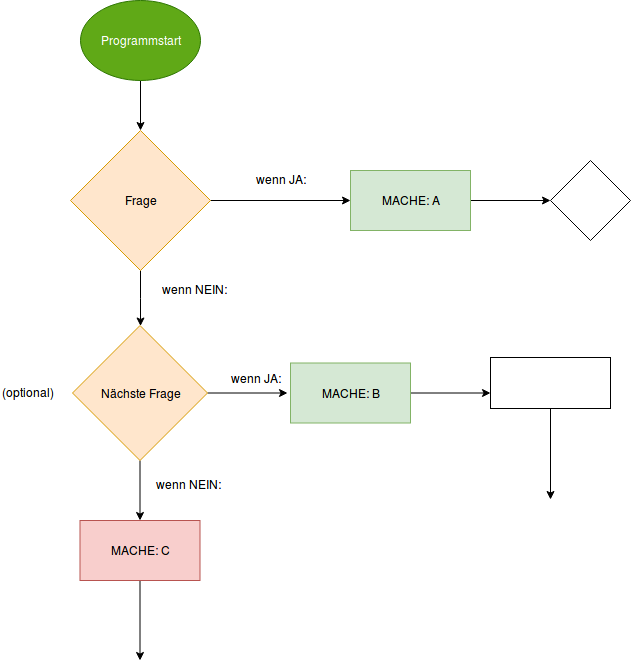 Programmstart
wenn JA:
Frage
MACHE: A
wenn NEIN:
wenn JA:
(optional)
Nächste Frage
MACHE: B
wenn NEIN:
MACHE: C